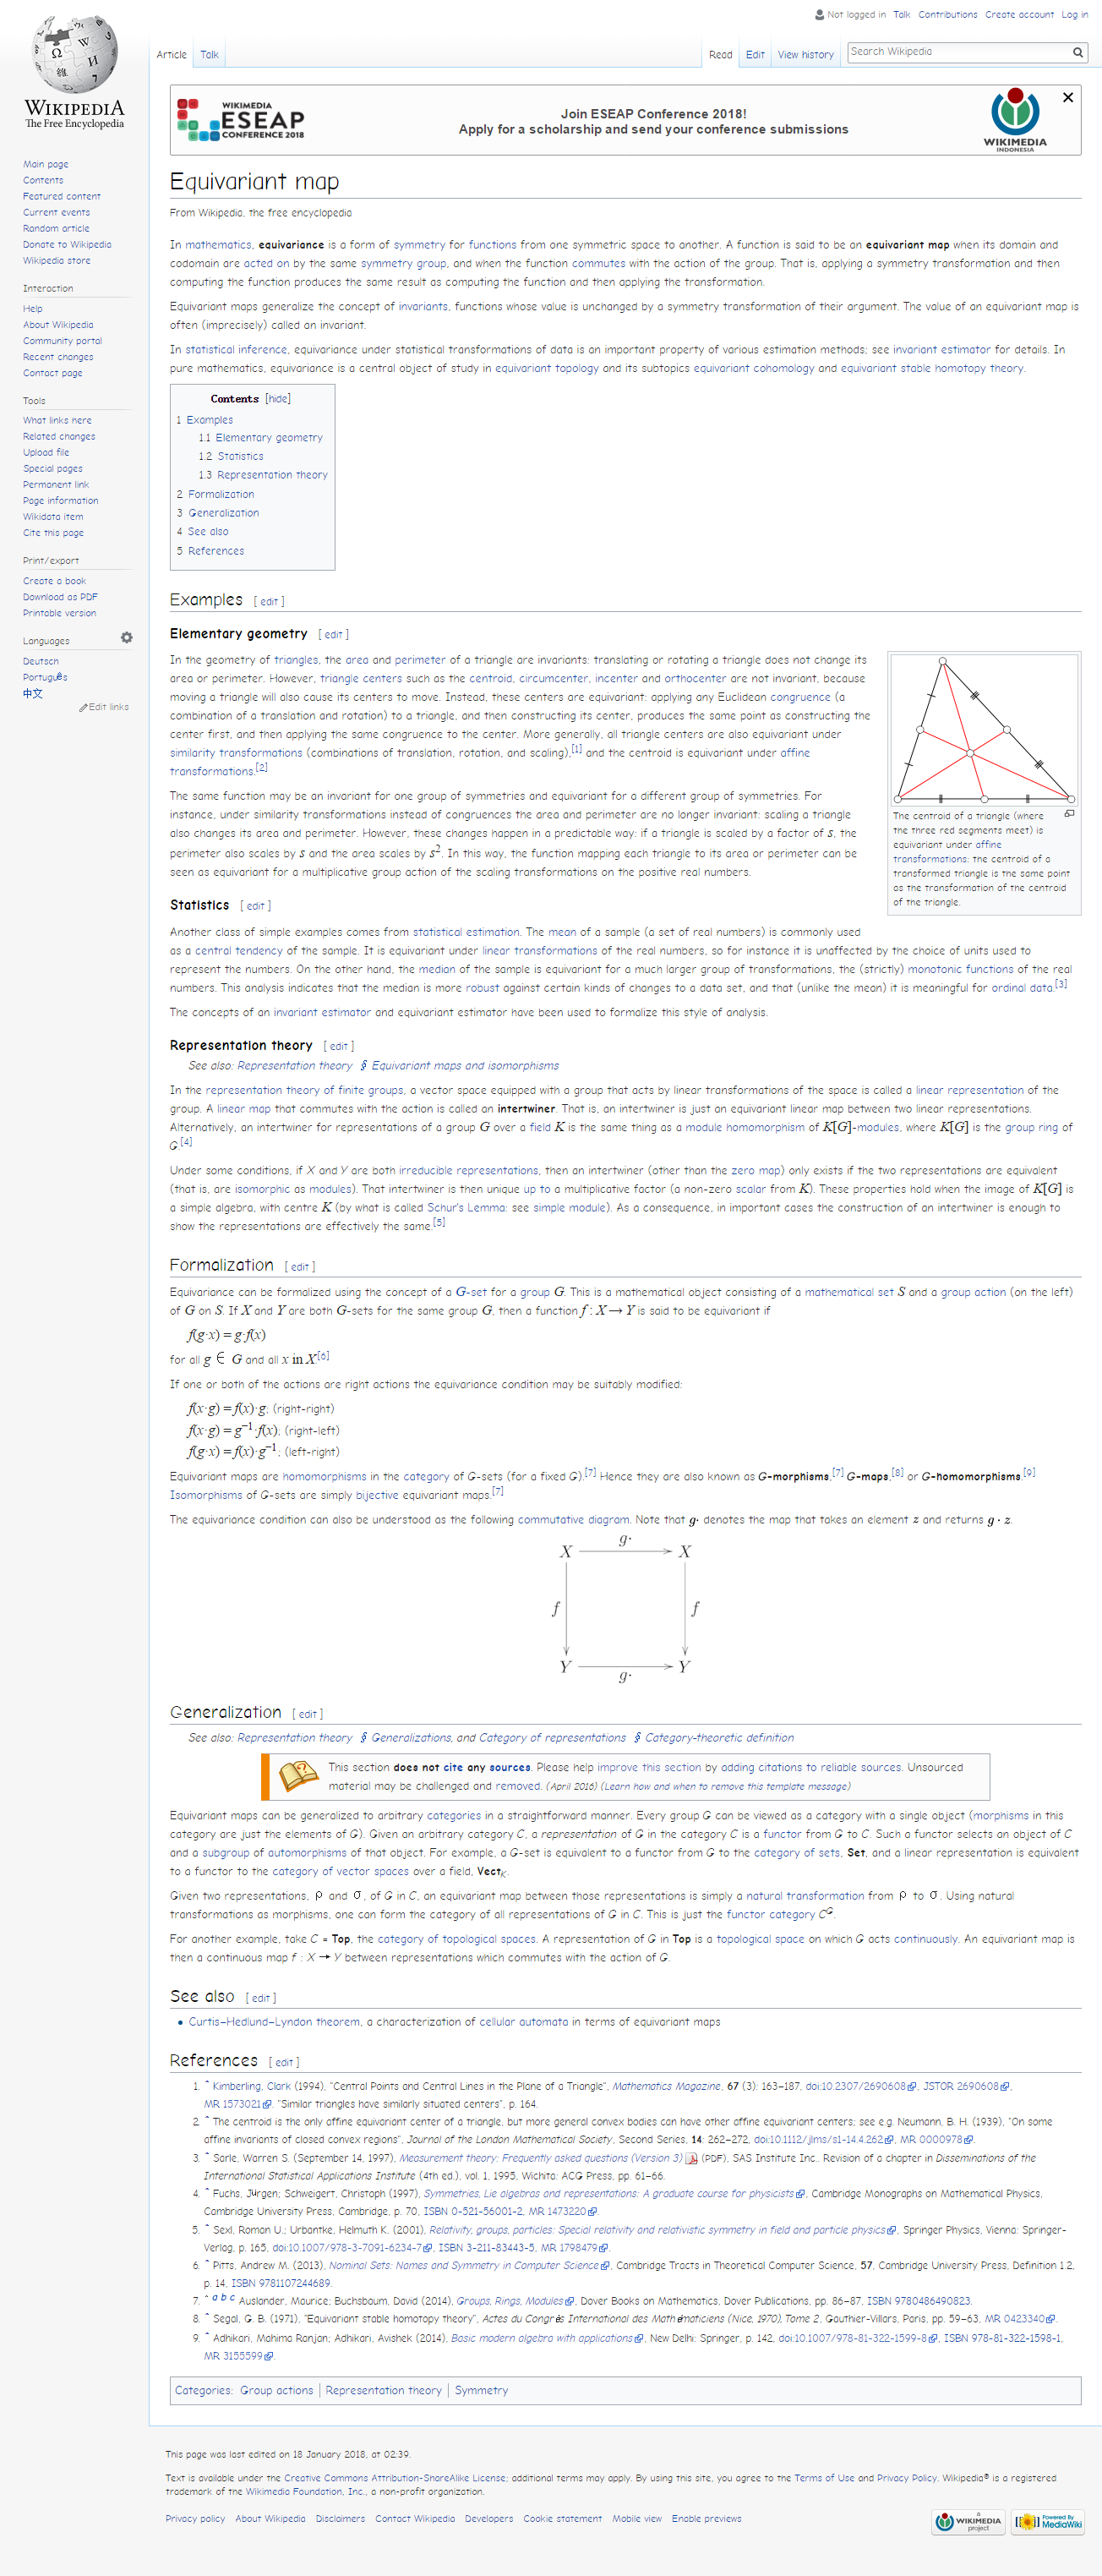 Not logged in Talk Contributions Create account Log in
Article Talk Read Edit View history Search Wikipedia
WIKIPEDIA
The Free Encyclopedia
Main page
Contents
Featured content
Current events
Random article
Donate to Wikipedia
Wikipedia store
Interaction
Help
About Wikipedia
Community portal
Recent changes
Contact page
Tools
What links here
Related changes
Upload file
Special pages
Permanent link
Page information
Wikidata item
Cite this page
Print/export
Create a book
Download as PDF
Printable version
Languages
Deutsch
Português
中文
Edit links
WIKIMEDIA
ESEAP
CONFERENCE 2018
Join ESEAP Conference 2018!
Apply for a scholarship and send your conference submissions
WIKIMEDIA
INDONESIA
Equivariant map
From Wikipedia, the free encyclopedia
In mathematics, equivariance is a form of symmetry for functions from one symmetric space to another. A function is said to be an equivariant map when its domain and
codomain are acted on by the same symmetry group, and when the function commutes with the action of the group. That is, applying a symmetry transformation and then
computing the function produces the same result as computing the function and then applying the transformation.
Equivariant maps generalize the concept of invariants, functions whose value is unchanged by a symmetry transformation of their argument. The value of an equivariant map is
often (imprecisely) called an invariant.
In statistical inference, equivariance under statistical transformations of data is an important property of various estimation methods; see invariant estimator for details. In
pure mathematics, equivariance is a central object of study in equivariant topology and its subtopics equivariant cohomology and equivariant stable homotopy theory.
Contents [hide]
1 Examples
1.1 Elementary geometry
1.2 Statistics
1.3 Representation theory
2 Formalization
3 Generalization
4 See also
5 References
Examples [ edit ]
Elementary geometry [ edit ]
In the geometry of triangles, the area and perimeter of a triangle are invariants: translating or rotating a triangle does not change its
area or perimeter. However, triangle centers such as the centroid, circumcenter, incenter and orthocenter are not invariant, because
moving a triangle will also cause its centers to move. Instead, these centers are equivariant: applying any Euclidean congruence (a
combination of a translation and rotation) to a triangle, and then constructing its center, produces the same point as constructing the
center first, and then applying the same congruence to the center. More generally, all triangle centers are also equivariant under
similarity transformations (combinations of translation, rotation, and scaling),[1] and the centroid is equivariant under affine
transformations.[2]
The same function may be an invariant for one group of symmetries and equivariant for a different group of symmetries. For
instance, under similarity transformations instead of congruences the area and perimeter are no longer invariant: scaling a triangle
also changes its area and perimeter. However, these changes happen in a predictable way: if a triangle is scaled by a factor of s, the
perimeter also scales by s and the area scales by s². In this way, the function mapping each triangle to its area or perimeter can be
seen as equivariant for a multiplicative group action of the scaling transformations on the positive real numbers.
The centroid of a triangle (where
the three red segments meet) is
equivariant under affine
transformations: the centroid of a
transformed triangle is the same point
as the transformation of the centroid
of the triangle.
Statistics [ edit ]
Another class of simple examples comes from statistical estimation. The mean of a sample (a set of real numbers) is commonly used
as a central tendency of the sample. It is equivariant under linear transformations of the real numbers, so for instance it is unaffected by the choice of units used to
represent the numbers. On the other hand, the median of the sample is equivariant for a much larger group of transformations, the (strictly) monotonic functions of the real
numbers. This analysis indicates that the median is more robust against certain kinds of changes to a data set, and that (unlike the mean) it is meaningful for ordinal data.[3]
The concepts of an invariant estimator and equivariant estimator have been used to formalize this style of analysis.
Representation theory [ edit ]
See also: Representation theory § Equivariant maps and isomorphisms
In the representation theory of finite groups, a vector space equipped with a group that acts by linear transformations of the space is called a linear representation of the
group. A linear map that commutes with the action is called an intertwiner. That is, an intertwiner is just an equivariant linear map between two linear representations.
Alternatively, an intertwiner for representations of a group G over a field K is the same thing as a module homomorphism of K[G]-modules, where K[G] is the group ring of
G.[4]
Under some conditions, if X and Y are both irreducible representations, then an intertwiner (other than the zero map) only exists if the two representations are equivalent
(that is, are isomorphic as modules). That intertwiner is then unique up to a multiplicative factor (a non-zero scalar from K). These properties hold when the image of K[G] is
a simple algebra, with centre K (by what is called Schur's Lemma: see simple module). As a consequence, in important cases the construction of an intertwiner is enough to
show the representations are effectively the same.[5]
Formalization [ edit ]
Equivariance can be formalized using the concept of a G-set for a group G. This is a mathematical object consisting of a mathematical set S and a group action (on the left)
of G on S. If X and Y are both G-sets for the same group G, then a function f : X → Y is said to be equivariant if
f(g·x) = g·f(x)
for all g ∈ G and all x in X.[6]
If one or both of the actions are right actions the equivariance condition may be suitably modified:
f(x·g) = f(x)·g; (right-right)
f(x·g) = g⁻¹·f(x); (right-left)
f(g·x) = f(x)·g⁻¹; (left-right)
Equivariant maps are homomorphisms in the category of G-sets (for a fixed G).[7] Hence they are also known as G-morphisms,[7] G-maps,[8] or G-homomorphisms.[9]
Isomorphisms of G-sets are simply bijective equivariant maps.[7]
The equivariance condition can also be understood as the following commutative diagram. Note that g· denotes the map that takes an element z and returns g · z.
g·
X X
f f
Y Y
g·
Generalization [ edit ]
See also: Representation theory § Generalizations, and Category of representations § Category-theoretic definition
This section does not cite any sources. Please help improve this section by adding citations to reliable sources. Unsourced
material may be challenged and removed. (April 2016) (Learn how and when to remove this template message)
Equivariant maps can be generalized to arbitrary categories in a straightforward manner. Every group G can be viewed as a category with a single object (morphisms in this
category are just the elements of G). Given an arbitrary category C, a representation of G in the category C is a functor from G to C. Such a functor selects an object of C
and a subgroup of automorphisms of that object. For example, a G-set is equivalent to a functor from G to the category of sets, Set, and a linear representation is equivalent
to a functor to the category of vector spaces over a field, VectK.
Given two representations, ρ and σ, of G in C, an equivariant map between those representations is simply a natural transformation from ρ to σ. Using natural
transformations as morphisms, one can form the category of all representations of G in C. This is just the functor category C^G.
For another example, take C = Top, the category of topological spaces. A representation of G in Top is a topological space on which G acts continuously. An equivariant map is
then a continuous map f : X → Y between representations which commutes with the action of G.
See also [ edit ]
• Curtis–Hedlund–Lyndon theorem, a characterization of cellular automata in terms of equivariant maps
References [ edit ]
1. ^ Kimberling, Clark (1994), "Central Points and Central Lines in the Plane of a Triangle", Mathematics Magazine, 67 (3): 163–187, doi:10.2307/2690608, JSTOR 2690608,
MR 1573021. "Similar triangles have similarly situated centers", p. 164.
2. ^ The centroid is the only affine equivariant center of a triangle, but more general convex bodies can have other affine equivariant centers; see e.g. Neumann, B. H. (1939), "On some
affine invariants of closed convex regions", Journal of the London Mathematical Society, Second Series, 14: 262–272, doi:10.1112/jlms/s1-14.4.262, MR 0000978.
3. ^ Sarle, Warren S. (September 14, 1997), Measurement theory: Frequently asked questions (Version 3) (PDF), SAS Institute Inc.. Revision of a chapter in Disseminations of the
International Statistical Applications Institute (4th ed.), vol. 1, 1995, Wichita: ACG Press, pp. 61–66.
4. ^ Fuchs, Jürgen; Schweigert, Christoph (1997), Symmetries, Lie algebras and representations: A graduate course for physicists, Cambridge Monographs on Mathematical Physics,
Cambridge University Press, Cambridge, p. 70, ISBN 0-521-56001-2, MR 1473220.
5. ^ Sexl, Roman U.; Urbantke, Helmuth K. (2001), Relativity, groups, particles: Special relativity and relativistic symmetry in field and particle physics, Springer Physics, Vienna: Springer-
Verlag, p. 165, doi:10.1007/978-3-7091-6234-7, ISBN 3-211-83443-5, MR 1798479.
6. ^ Pitts, Andrew M. (2013), Nominal Sets: Names and Symmetry in Computer Science, Cambridge Tracts in Theoretical Computer Science, 57, Cambridge University Press, Definition 1.2,
p. 14, ISBN 9781107244689.
7. ^ a b c Auslander, Maurice; Buchsbaum, David (2014), Groups, Rings, Modules, Dover Books on Mathematics, Dover Publications, pp. 86–87, ISBN 9780486490823.
8. ^ Segal, G. B. (1971), "Equivariant stable homotopy theory", Actes du Congrès International des Mathématiciens (Nice, 1970), Tome 2, Gauthier-Villars, Paris, pp. 59–63, MR 0423340.
9. ^ Adhikari, Mahima Ranjan; Adhikari, Avishek (2014), Basic modern algebra with applications, New Delhi: Springer, p. 142, doi:10.1007/978-81-322-1599-8, ISBN 978-81-322-1598-1,
MR 3155599.
Categories: Group actions | Representation theory | Symmetry
This page was last edited on 18 January 2018, at 02:39.
Text is available under the Creative Commons Attribution-ShareAlike License; additional terms may apply. By using this site, you agree to the Terms of Use and Privacy Policy. Wikipedia® is a registered
trademark of the Wikimedia Foundation, Inc., a non-profit organization.
Privacy policy About Wikipedia Disclaimers Contact Wikipedia Developers Cookie statement Mobile view Enable previews
A WIKIMEDIA project
Powered By MediaWiki